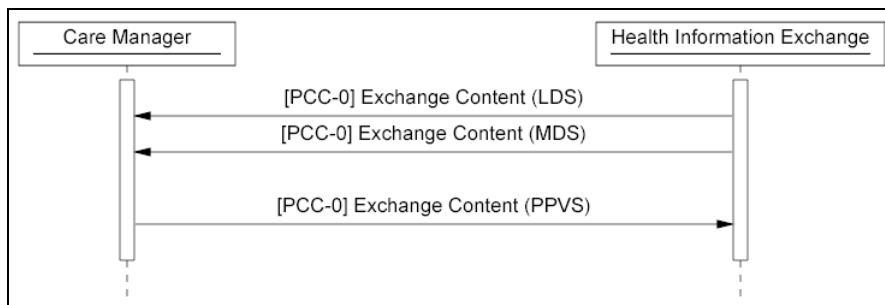 Care Manager
Health Information Exchange
[PCC-0] Exchange Content (LDS)
[PCC-0] Exchange Content (MDS)
[PCC-0] Exchange Content (PPVS)